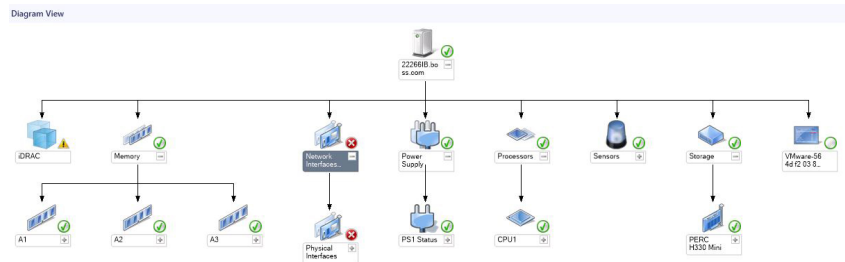 Diagram View
22266IB.bo
ss.com
iDRAC
Memory
Network
Interfaces...
Power
Supply
Processors
Sensors
Storage
VMware-56
4d f2 03 8...
A1
A2
A3
Physical
Interfaces
PS1 Status
CPU1
PERC
H330 Mini